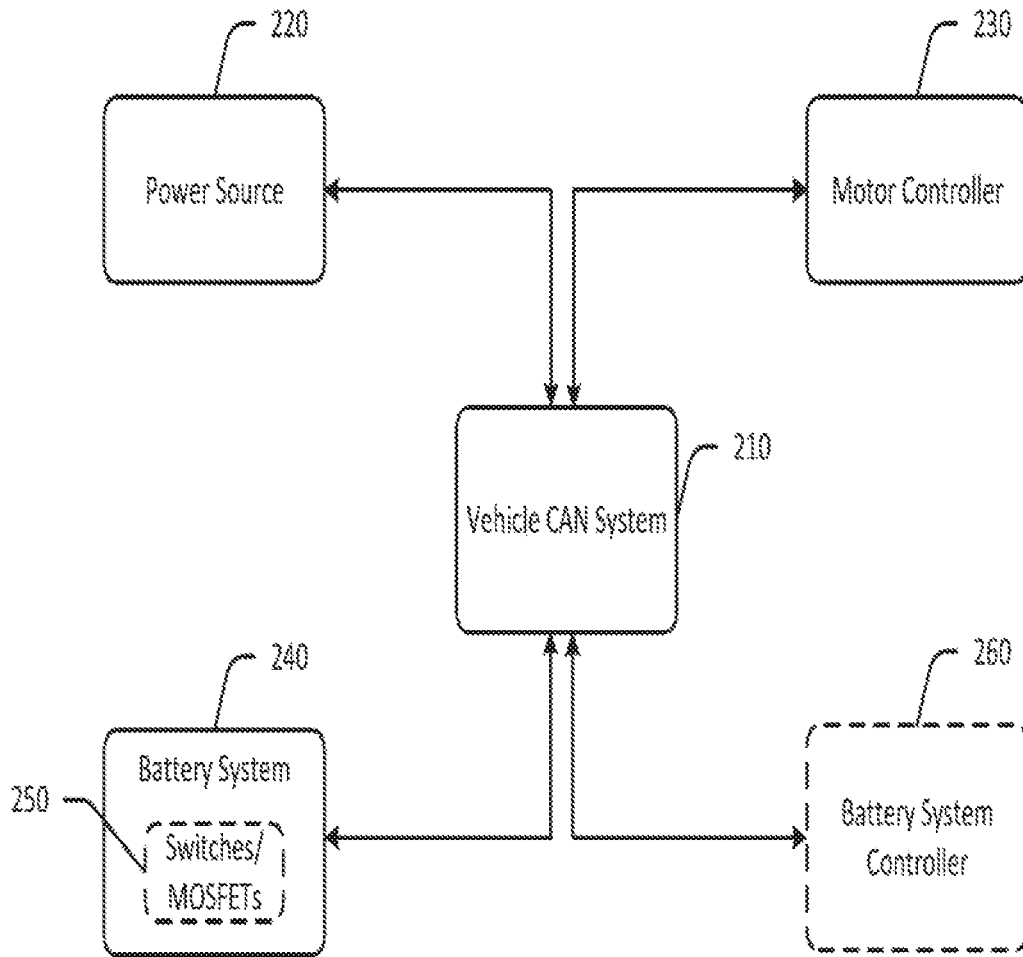 220
230
Power Source
Motor Controller
210
Vehicle CAN System
240
260
Battery System
250
Switches/
MOSFETs
Battery System
Controller